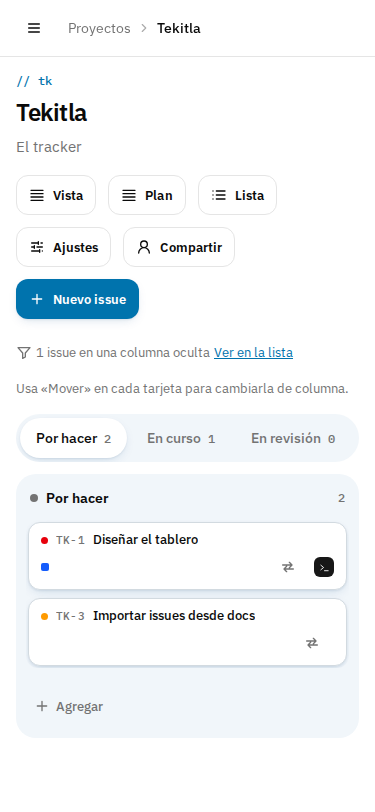 Proyectos > Tekitla
// tk
Tekitla
El tracker
Vista
Plan
Lista
Ajustes
Compartir
Nuevo issue
1 issue en una columna oculta Ver en la lista
Usa «Mover» en cada tarjeta para cambiarla de columna.
Por hacer 2
En curso 1
En revisión 0
Por hacer 2
TK-1 Diseñar el tablero
TK-3 Importar issues desde docs
Agregar